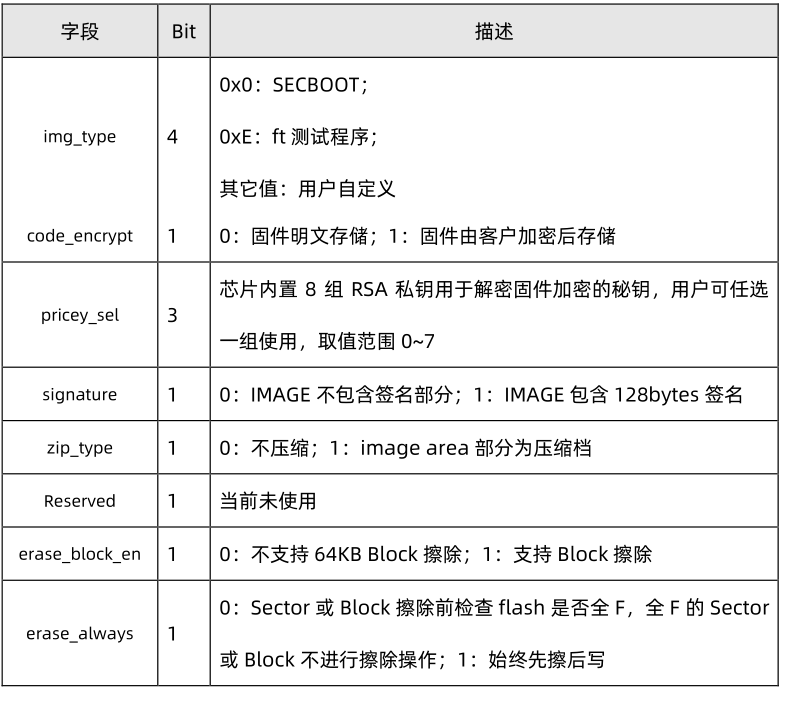 字段 Bit 描述
0x0：SECBOOT；
img_type 4 0xE：ft 测试程序；
其它值：用户自定义
code_encrypt 1 0：固件明文存储；1：固件由客户加密后存储
芯片内置 8 组 RSA 私钥用于解密固件加密的秘钥，用户可任选
pricey_sel 3
一组使用，取值范围 0~7
signature 1 0：IMAGE 不包含签名部分；1：IMAGE 包含 128bytes 签名
zip_type 1 0：不压缩；1：image area 部分为压缩档
Reserved 1 当前未使用
erase_block_en 1 0：不支持 64KB Block 擦除；1：支持 Block 擦除
0：Sector 或 Block 擦除前检查 flash 是否全 F，全 F 的 Sector
erase_always 1
或 Block 不进行擦除操作；1：始终先擦后写